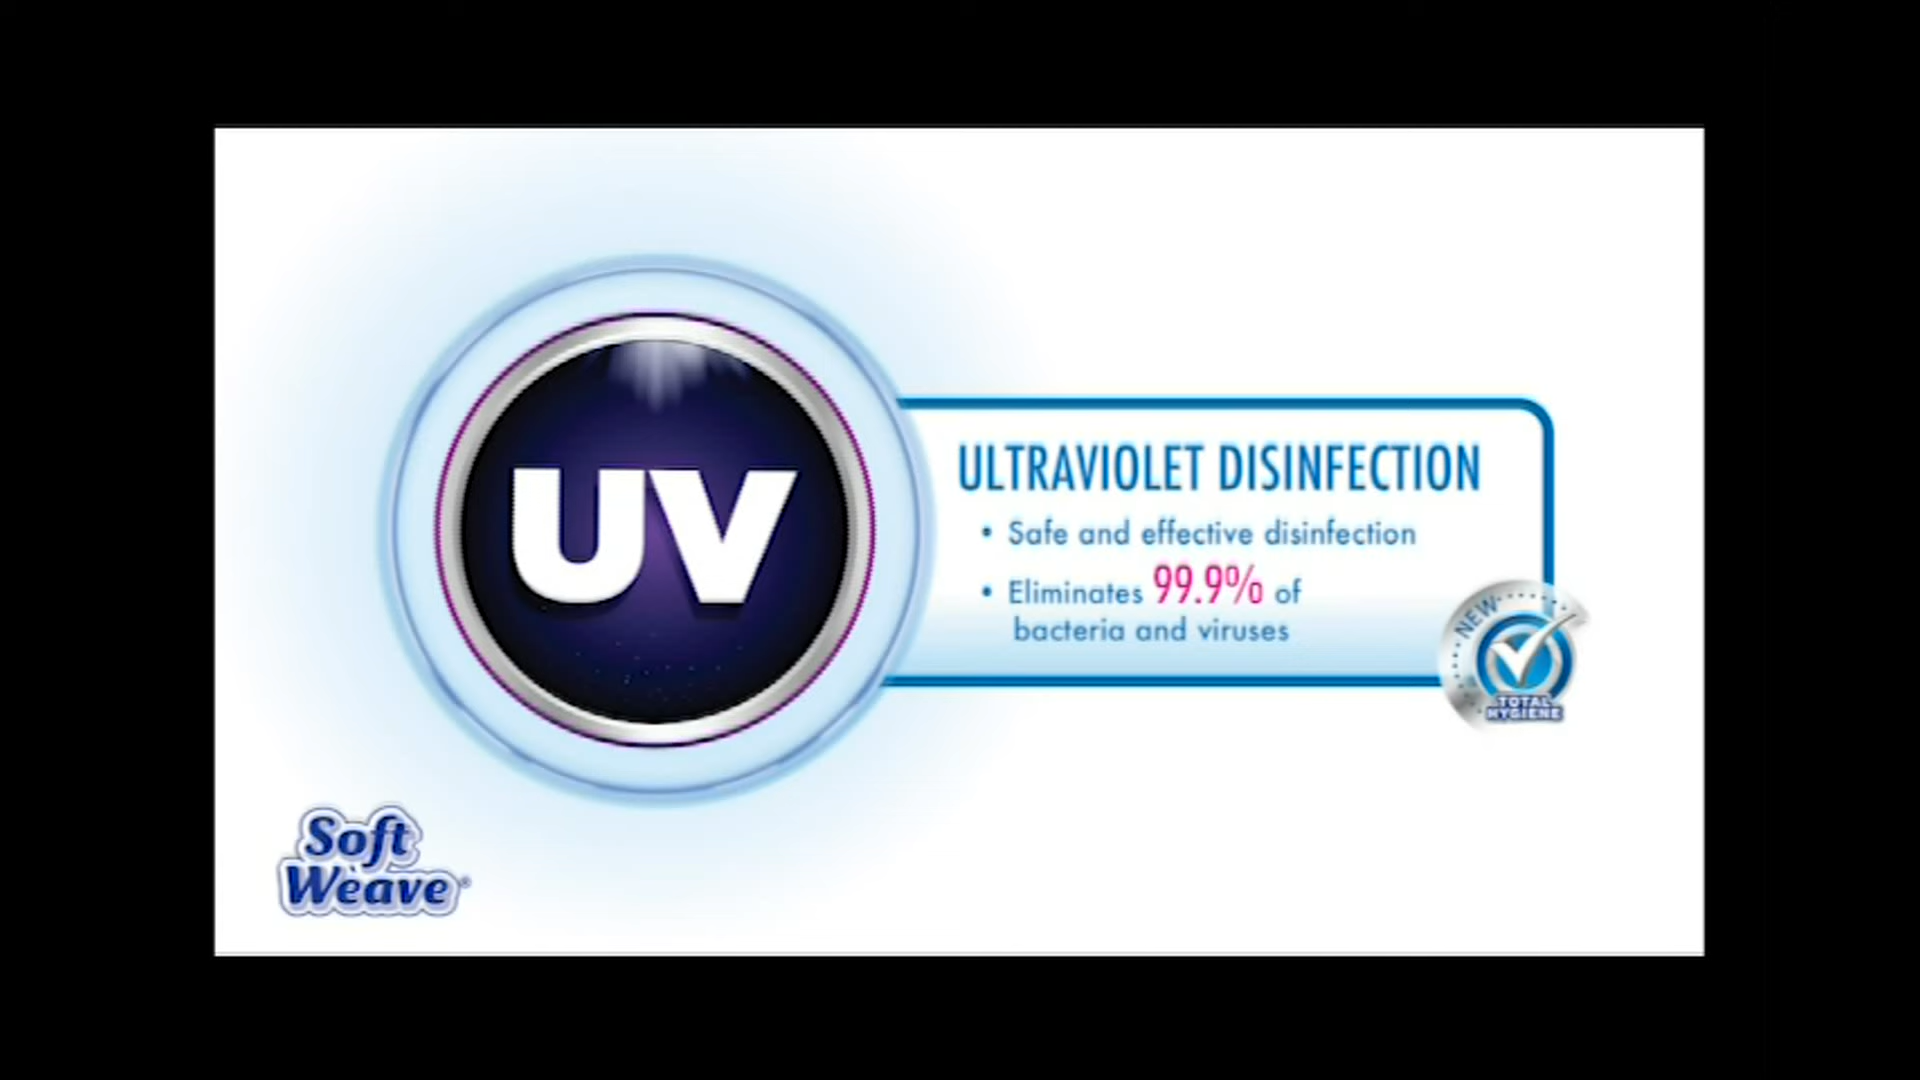 UV
ULTRAVIOLET DISINFECTION
• Safe and effective disinfection
• Eliminates 99.9% of
bacteria and viruses
NEW
TOTAL
HYGIENE
Soft
Weave®